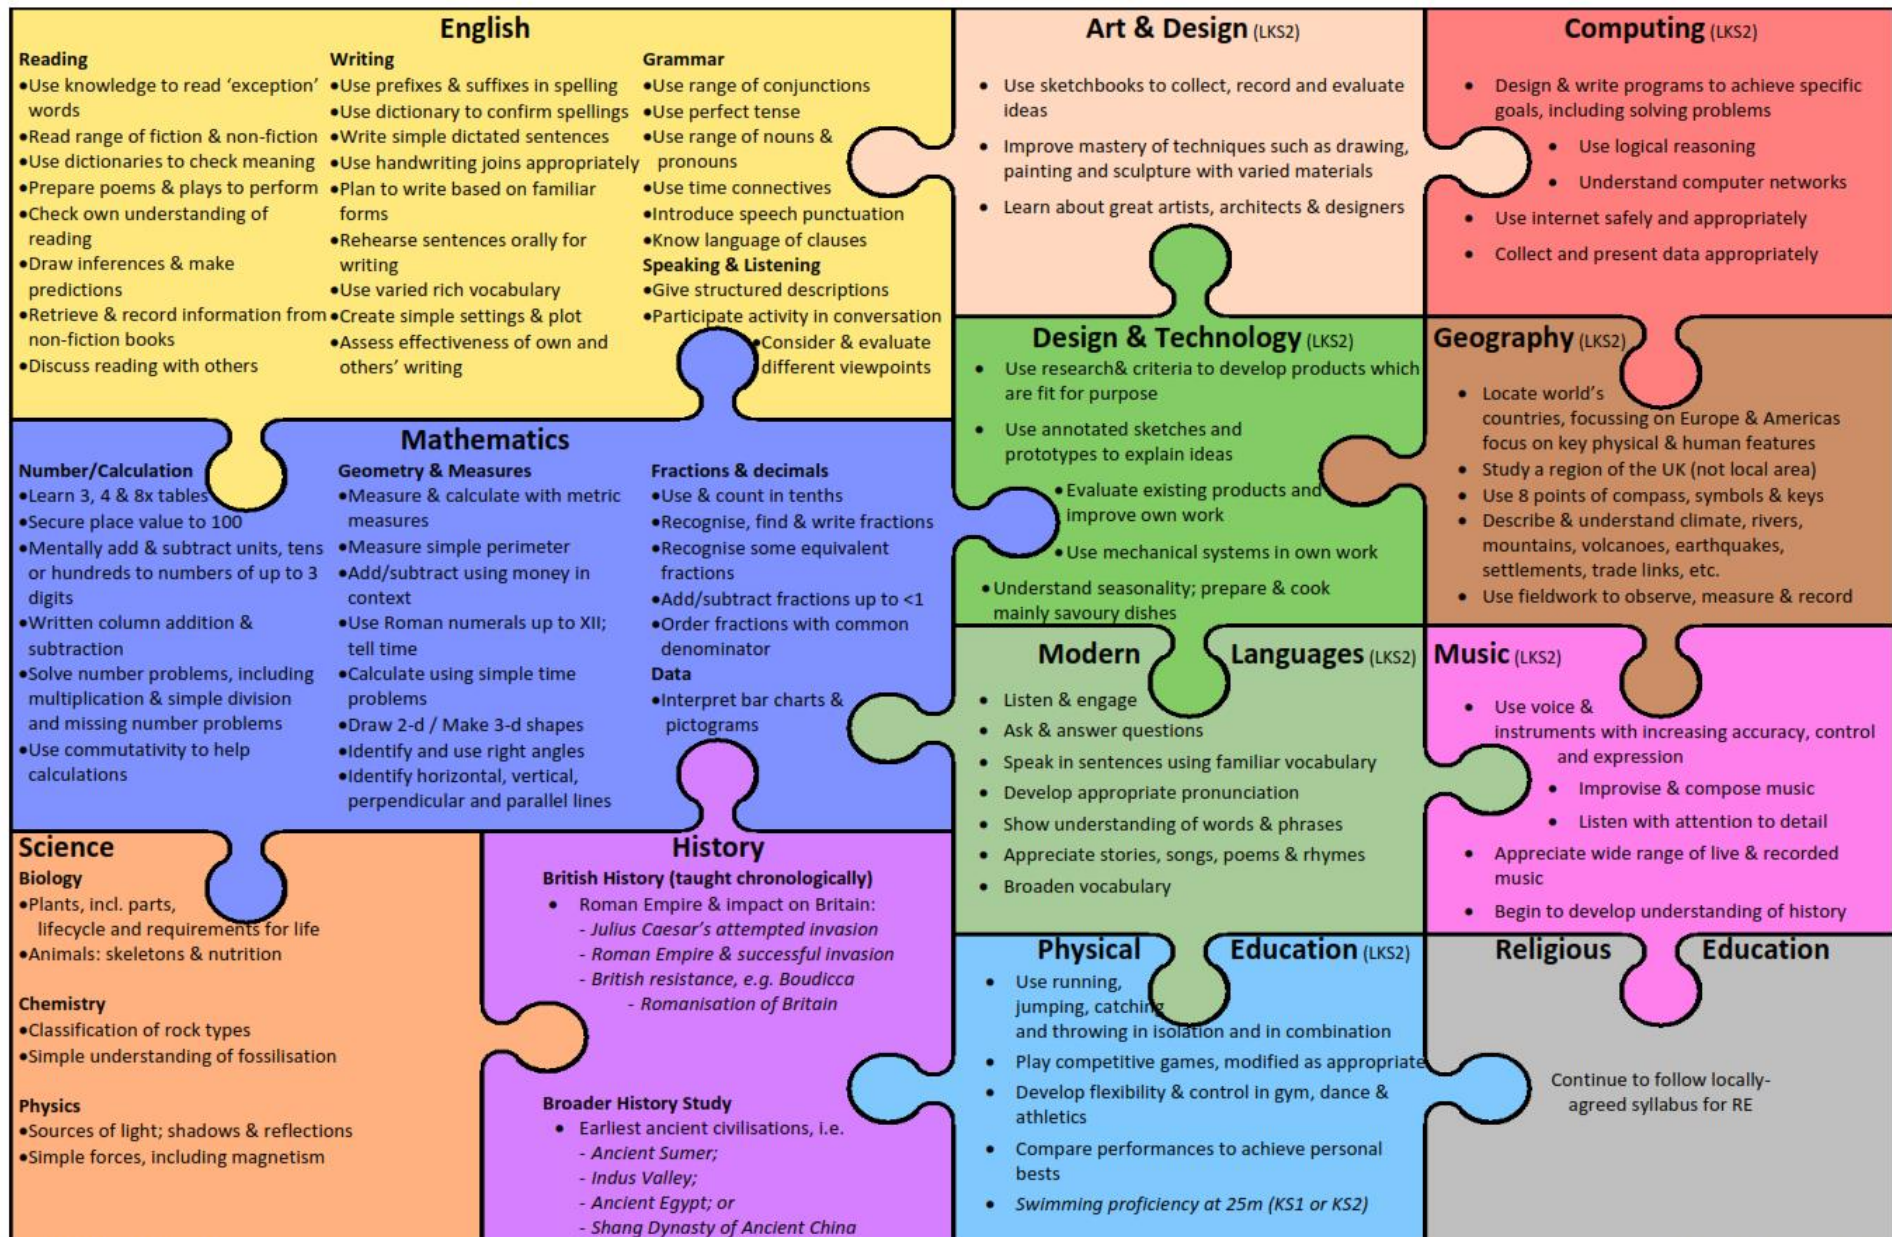 English
Reading
•Use knowledge to read ‘exception’
words
•Read range of fiction & non-fiction
•Use dictionaries to check meaning
•Prepare poems & plays to perform
•Check own understanding of
reading
•Draw inferences & make
predictions
•Retrieve & record information from
non-fiction books
•Discuss reading with others
Writing
•Use prefixes & suffixes in spelling
•Use dictionary to confirm spellings
•Write simple dictated sentences
•Use handwriting joins appropriately
•Plan to write based on familiar
forms
•Rehearse sentences orally for
writing
•Use varied rich vocabulary
•Create simple settings & plot
•Assess effectiveness of own and
others’ writing
Grammar
•Use range of conjunctions
•Use perfect tense
•Use range of nouns &
pronouns
•Use time connectives
•Introduce speech punctuation
•Know language of clauses
Speaking & Listening
•Give structured descriptions
•Participate activity in conversation
•Consider & evaluate
different viewpoints
Art & Design (LKS2)
• Use sketchbooks to collect, record and evaluate
ideas
• Improve mastery of techniques such as drawing,
painting and sculpture with varied materials
• Learn about great artists, architects & designers
Computing (LKS2)
• Design & write programs to achieve specific
goals, including solving problems
• Use logical reasoning
• Understand computer networks
• Use internet safely and appropriately
• Collect and present data appropriately
Mathematics
Number/Calculation
•Learn 3, 4 & 8x tables
•Secure place value to 100
•Mentally add & subtract units, tens
or hundreds to numbers of up to 3
digits
•Written column addition &
subtraction
•Solve number problems, including
multiplication & simple division
and missing number problems
•Use commutativity to help
calculations
Geometry & Measures
•Measure & calculate with metric
measures
•Measure simple perimeter
•Add/subtract using money in
context
•Use Roman numerals up to XII;
tell time
•Calculate using simple time
problems
•Draw 2-d / Make 3-d shapes
•Identify and use right angles
•Identify horizontal, vertical,
perpendicular and parallel lines
Fractions & decimals
•Use & count in tenths
•Recognise, find & write fractions
•Recognise some equivalent
fractions
•Add/subtract fractions up to <1
•Order fractions with common
denominator
Data
•Interpret bar charts &
pictograms
Design & Technology (LKS2)
• Use research& criteria to develop products which
are fit for purpose
• Use annotated sketches and
prototypes to explain ideas
•Evaluate existing products and
improve own work
•Use mechanical systems in own work
•Understand seasonality; prepare & cook
mainly savoury dishes
Geography (LKS2)
• Locate world’s
countries, focussing on Europe & Americas
focus on key physical & human features
• Study a region of the UK (not local area)
• Use 8 points of compass, symbols & keys
• Describe & understand climate, rivers,
mountains, volcanoes, earthquakes,
settlements, trade links, etc.
• Use fieldwork to observe, measure & record
Modern Languages (LKS2)
• Listen & engage
• Ask & answer questions
• Speak in sentences using familiar vocabulary
• Develop appropriate pronunciation
• Show understanding of words & phrases
• Appreciate stories, songs, poems & rhymes
• Broaden vocabulary
Music (LKS2)
• Use voice &
instruments with increasing accuracy, control
and expression
• Improvise & compose music
• Listen with attention to detail
• Appreciate wide range of live & recorded
music
• Begin to develop understanding of history
Science
Biology
•Plants, incl. parts,
lifecycle and requirements for life
•Animals: skeletons & nutrition
Chemistry
•Classification of rock types
•Simple understanding of fossilisation
Physics
•Sources of light; shadows & reflections
•Simple forces, including magnetism
History
British History (taught chronologically)
• Roman Empire & impact on Britain:
- Julius Caesar’s attempted invasion
- Roman Empire & successful invasion
- British resistance, e.g. Boudicca
- Romanisation of Britain
Broader History Study
• Earliest ancient civilisations, i.e.
- Ancient Sumer;
- Indus Valley;
- Ancient Egypt; or
- Shang Dynasty of Ancient China
Physical Education (LKS2)
• Use running,
jumping, catching
and throwing in isolation and in combination
• Play competitive games, modified as appropriate
• Develop flexibility & control in gym, dance &
athletics
• Compare performances to achieve personal
bests
• Swimming proficiency at 25m (KS1 or KS2)
Religious Education
Continue to follow locally-
agreed syllabus for RE